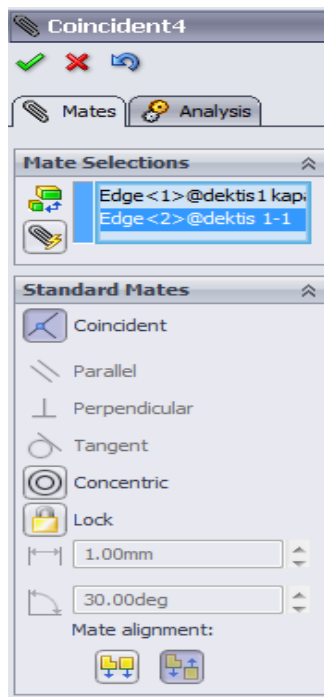 Coincident4
Mates
Analysis
Mate Selections
Edge<1>@dektis1 kap
Edge<2>@dektis 1-1
Standard Mates
Coincident
Parallel
Perpendicular
Tangent
Concentric
Lock
1.00mm
30.00deg
Mate alignment: